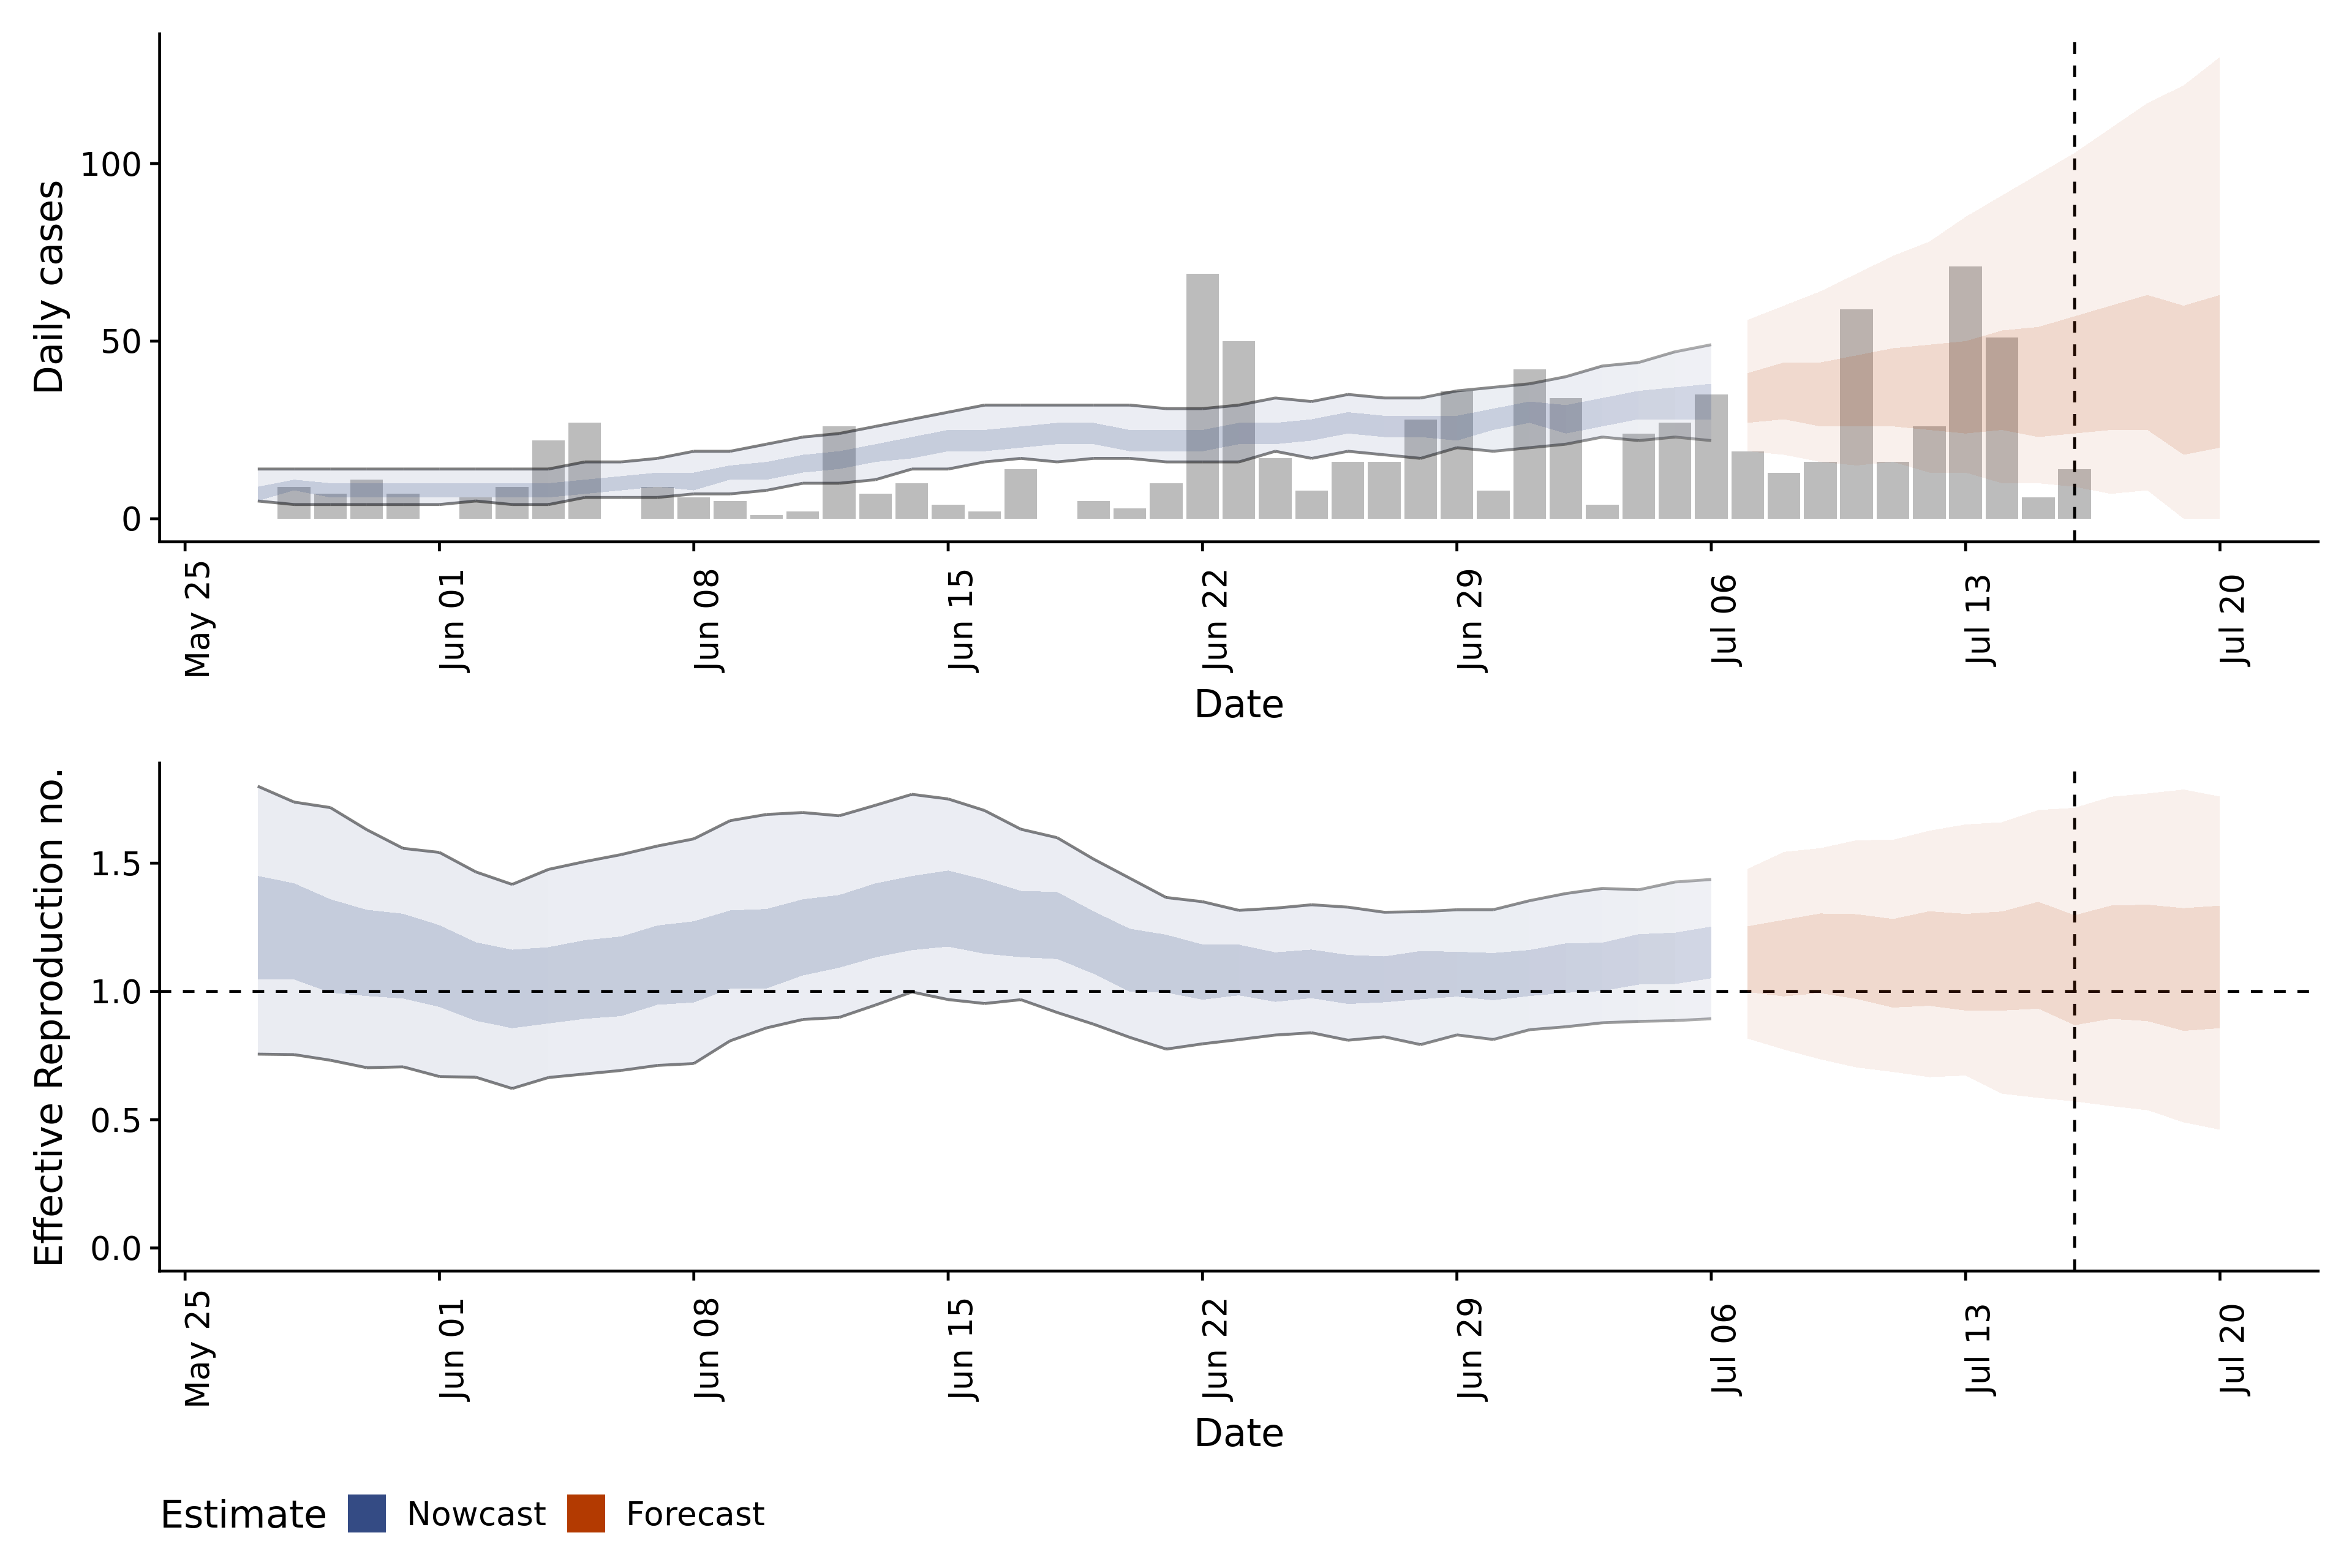 Daily cases
100
50
0
May 25
Jun 01
Jun 08
Jun 15
Jun 22
Jun 29
Jul 06
Jul 13
Jul 20
Date
Effective Reproduction no.
1.5
1.0
0.5
0.0
May 25
Jun 01
Jun 08
Jun 15
Jun 22
Jun 29
Jul 06
Jul 13
Jul 20
Date
Estimate Nowcast Forecast